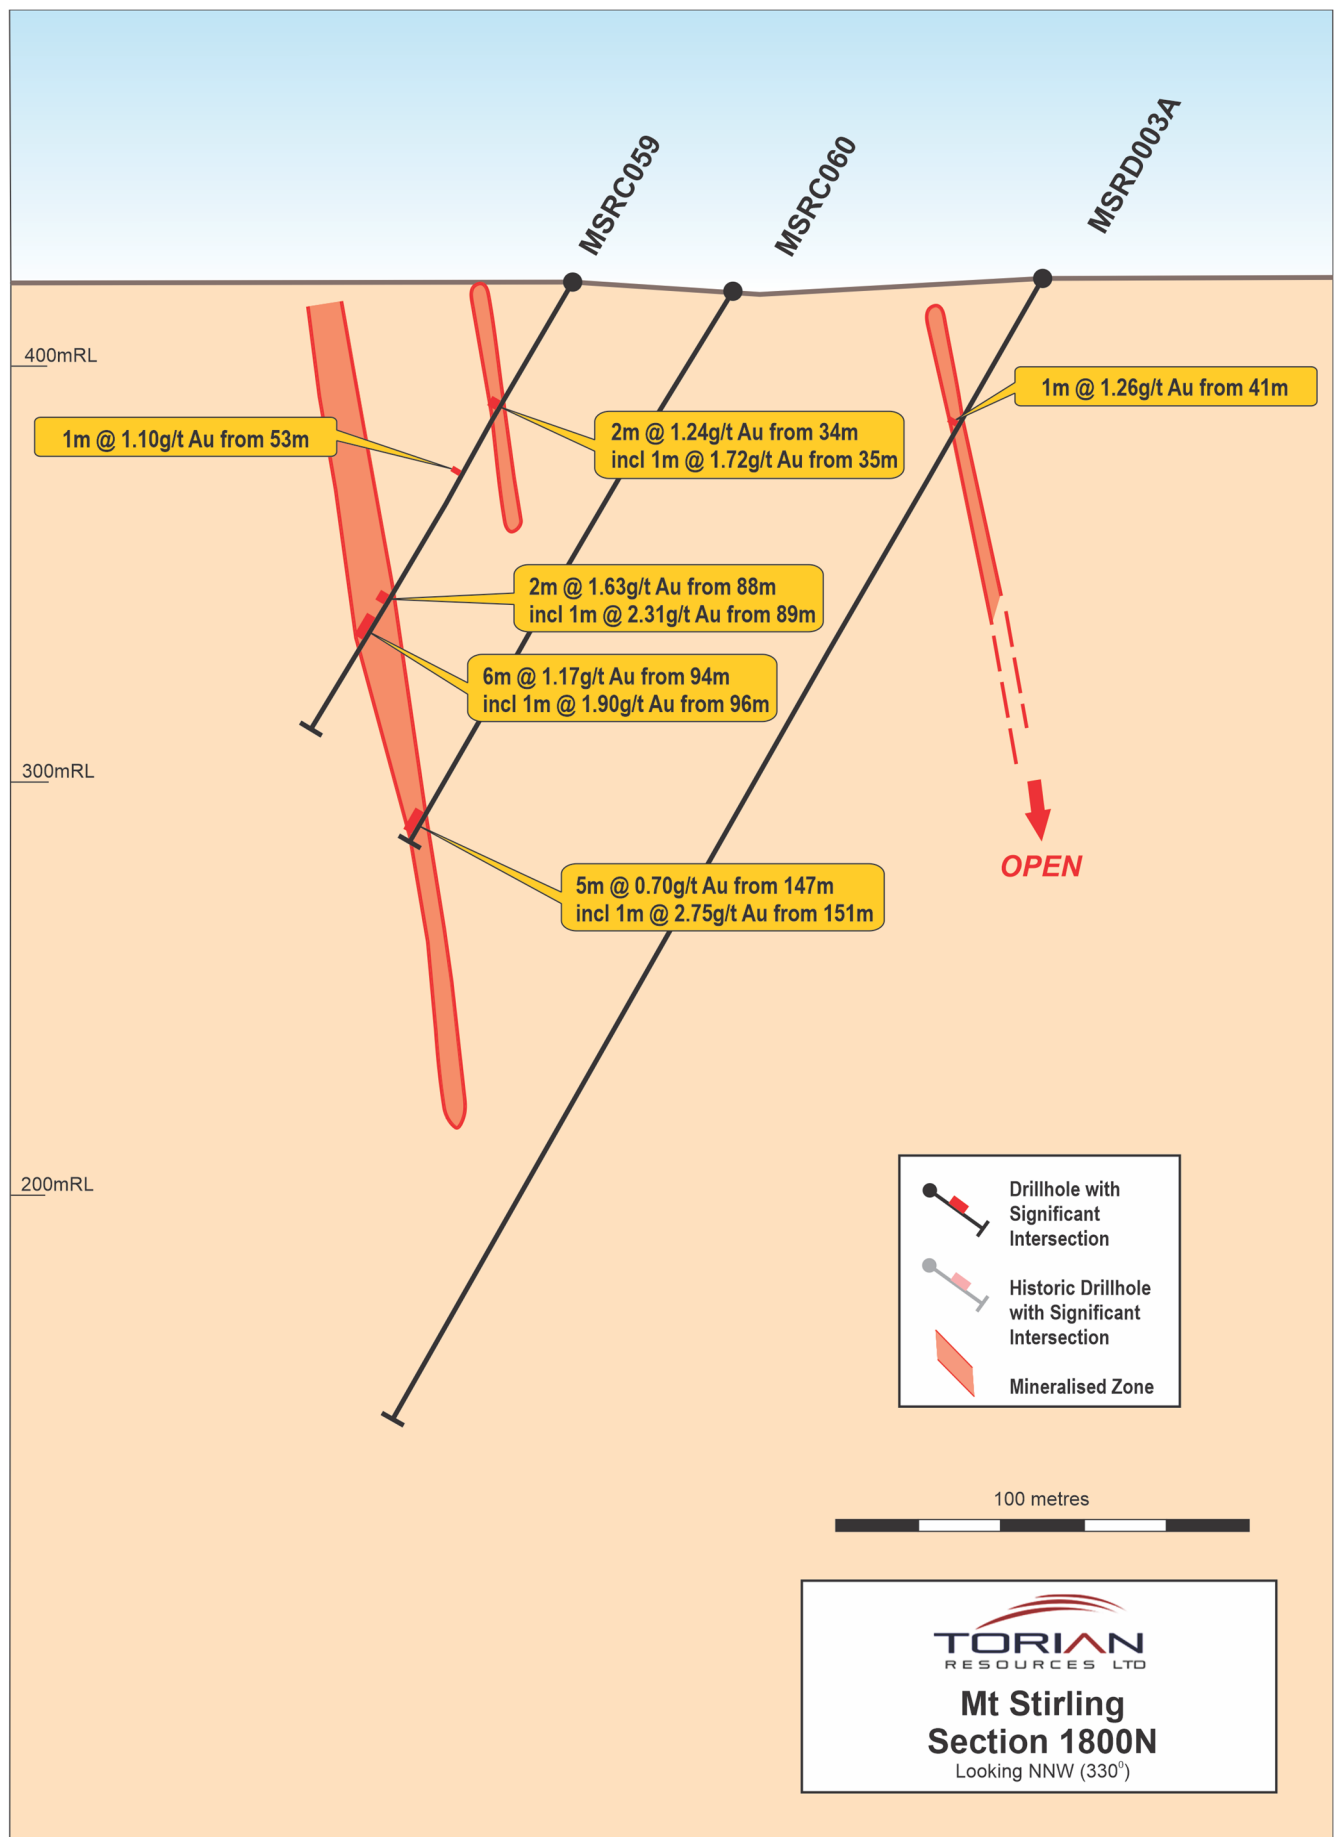 MSRC059
MSRC060
MSRD003A
400mRL
1m @ 1.26g/t Au from 41m
1m @ 1.10g/t Au from 53m
2m @ 1.24g/t Au from 34m
incl 1m @ 1.72g/t Au from 35m
2m @ 1.63g/t Au from 88m
incl 1m @ 2.31g/t Au from 89m
6m @ 1.17g/t Au from 94m
incl 1m @ 1.90g/t Au from 96m
300mRL
OPEN
5m @ 0.70g/t Au from 147m
incl 1m @ 2.75g/t Au from 151m
200mRL
Drillhole with
Significant
Intersection
Historic Drillhole
with Significant
Intersection
Mineralised Zone
100 metres
TORIAN
RESOURCES LTD
Mt Stirling
Section 1800N
Looking NNW (330⁰)